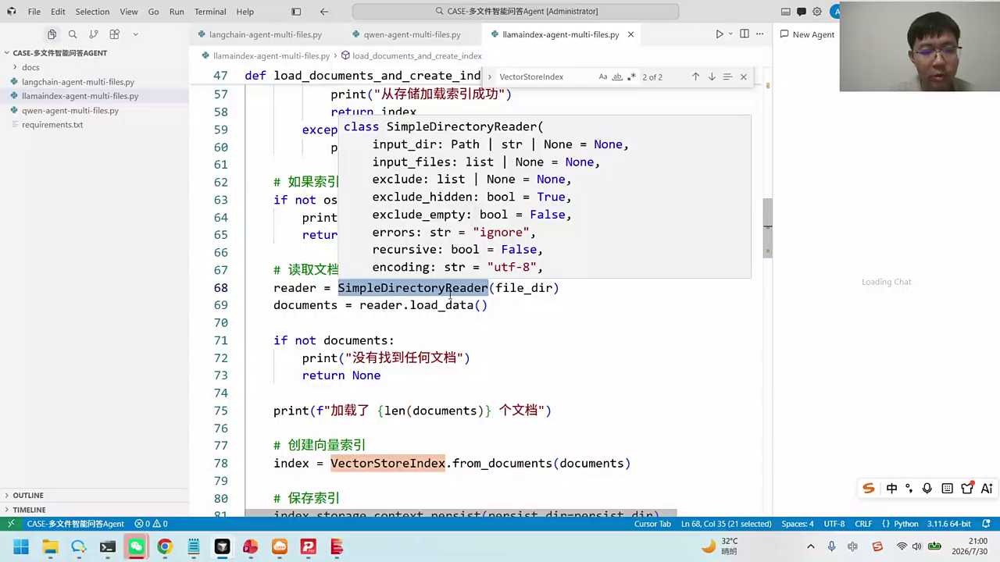 File Edit Selection View Go Run Terminal Help
CASE-多文件智能问答Agent [Administrator]
langchain-agent-multi-files.py
qwen-agent-multi-files.py
llamaindex-agent-multi-files.py
New Agent
CASE-多文件智能问答AGENT
docs
langchain-agent-multi-files.py
llamaindex-agent-multi-files.py
qwen-agent-multi-files.py
requirements.txt
OUTLINE
TIMELINE
llamaindex-agent-multi-files.py > load_documents_and_create_index
VectorStoreIndex
Aa
ab
2 of 2
47 def load_documents_and_create_ind
57 print("从存储加载索引成功")
58 return index
59 excep
60 p
61
62 # 如果索引
63 if not os
64 print
65 retur
66
67 # 读取文档
68 reader = SimpleDirectoryReader(file_dir)
69 documents = reader.load_data()
70
71 if not documents:
72 print("没有找到任何文档")
73 return None
74
75 print(f"加载了 {len(documents)} 个文档")
76
77 # 创建向量索引
78 index = VectorStoreIndex.from_documents(documents)
79
80 # 保存索引
81 index.storage_context.persist(persist_dir=persist_dir)
class SimpleDirectoryReader(
input_dir: Path | str | None = None,
input_files: list | None = None,
exclude: list | None = None,
exclude_hidden: bool = True,
exclude_empty: bool = False,
errors: str = "ignore",
recursive: bool = False,
encoding: str = "utf-8",
Loading Chat
中
CASE-多文件智能问答Agent
0 0
Cursor Tab
Ln 68, Col 35 (21 selected)
Spaces: 4
UTF-8
CRLF
{} Python
3.11.6 64-bit
32°C
晴朗
21:00
2026/7/30